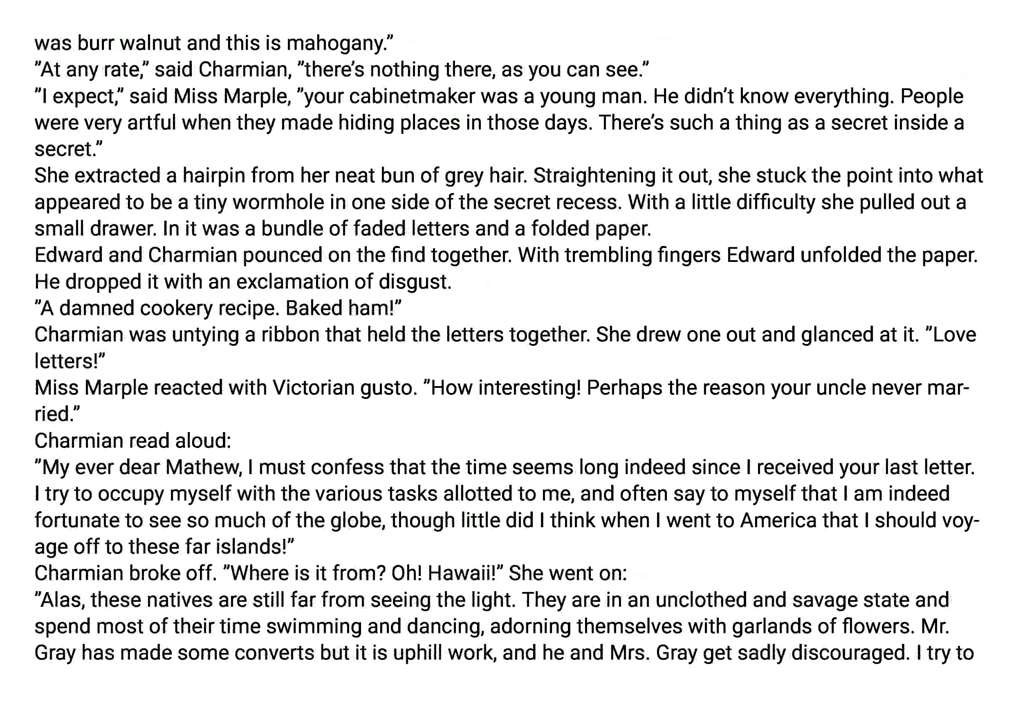 was burr walnut and this is mahogany.”
”At any rate,” said Charmian, ”there’s nothing there, as you can see.”
”I expect,” said Miss Marple, ”your cabinetmaker was a young man. He didn’t know everything. People
were very artful when they made hiding places in those days. There’s such a thing as a secret inside a
secret.”
She extracted a hairpin from her neat bun of grey hair. Straightening it out, she stuck the point into what
appeared to be a tiny wormhole in one side of the secret recess. With a little difficulty she pulled out a
small drawer. In it was a bundle of faded letters and a folded paper.
Edward and Charmian pounced on the find together. With trembling fingers Edward unfolded the paper.
He dropped it with an exclamation of disgust.
”A damned cookery recipe. Baked ham!”
Charmian was untying a ribbon that held the letters together. She drew one out and glanced at it. ”Love
letters!”
Miss Marple reacted with Victorian gusto. ”How interesting! Perhaps the reason your uncle never mar-
ried.”
Charmian read aloud:
”My ever dear Mathew, I must confess that the time seems long indeed since I received your last letter.
I try to occupy myself with the various tasks allotted to me, and often say to myself that I am indeed
fortunate to see so much of the globe, though little did I think when I went to America that I should voy-
age off to these far islands!”
Charmian broke off. ”Where is it from? Oh! Hawaii!” She went on:
”Alas, these natives are still far from seeing the light. They are in an unclothed and savage state and
spend most of their time swimming and dancing, adorning themselves with garlands of flowers. Mr.
Gray has made some converts but it is uphill work, and he and Mrs. Gray get sadly discouraged. I try to